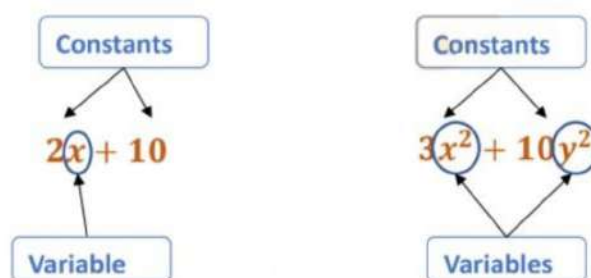 Constants Constants
2x + 10 3x² + 10y²
Variable Variables